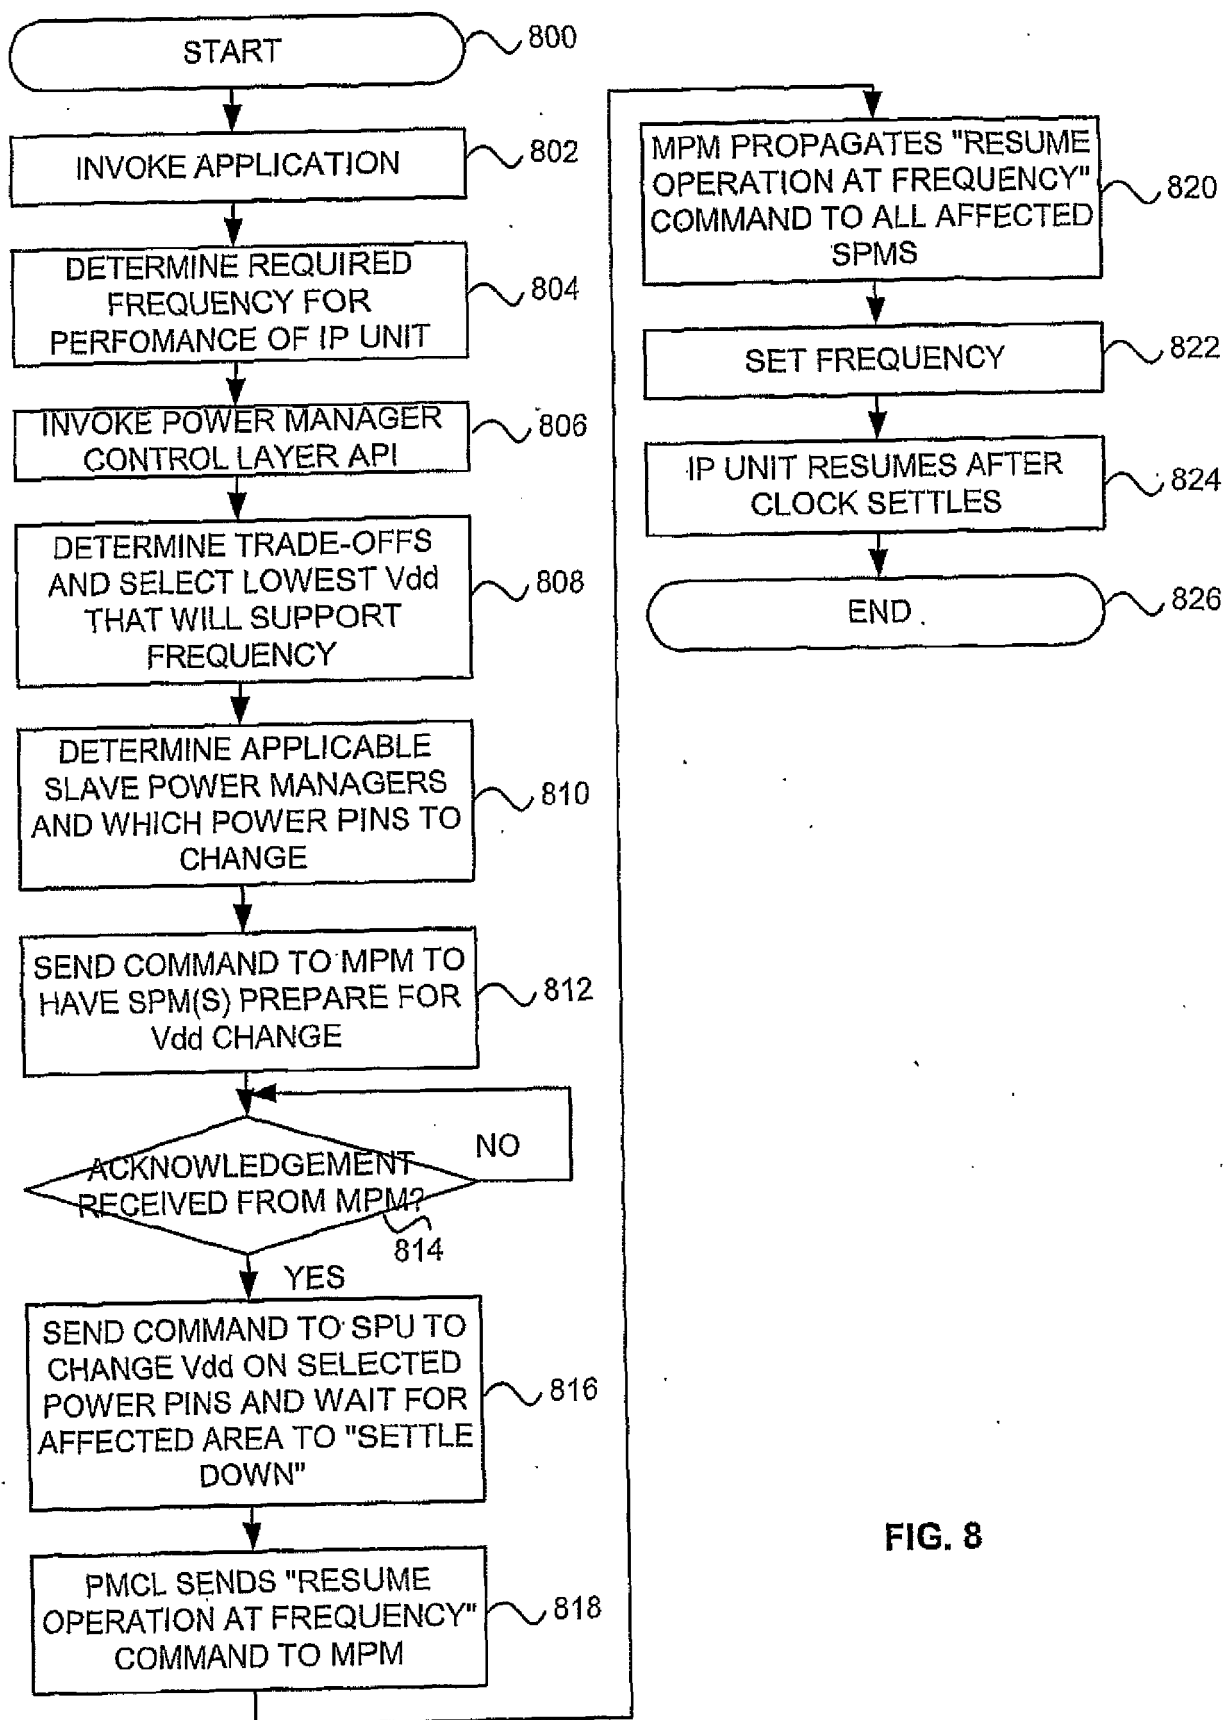 START
800
INVOKE APPLICATION
802
DETERMINE REQUIRED
FREQUENCY FOR
PERFOMANCE OF IP UNIT
804
INVOKE POWER MANAGER
CONTROL LAYER API
806
DETERMINE TRADE-OFFS
AND SELECT LOWEST Vdd
THAT WILL SUPPORT
FREQUENCY
808
DETERMINE APPLICABLE
SLAVE POWER MANAGERS
AND WHICH POWER PINS TO
CHANGE
810
SEND COMMAND TO MPM TO
HAVE SPM(S) PREPARE FOR
Vdd CHANGE
812
ACKNOWLEDGEMENT
RECEIVED FROM MPM?
NO
814
YES
SEND COMMAND TO SPU TO
CHANGE Vdd ON SELECTED
POWER PINS AND WAIT FOR
AFFECTED AREA TO "SETTLE
DOWN"
816
PMCL SENDS "RESUME
OPERATION AT FREQUENCY"
COMMAND TO MPM
818
MPM PROPAGATES "RESUME
OPERATION AT FREQUENCY"
COMMAND TO ALL AFFECTED
SPMS
820
SET FREQUENCY
822
IP UNIT RESUMES AFTER
CLOCK SETTLES
824
END
826
FIG. 8